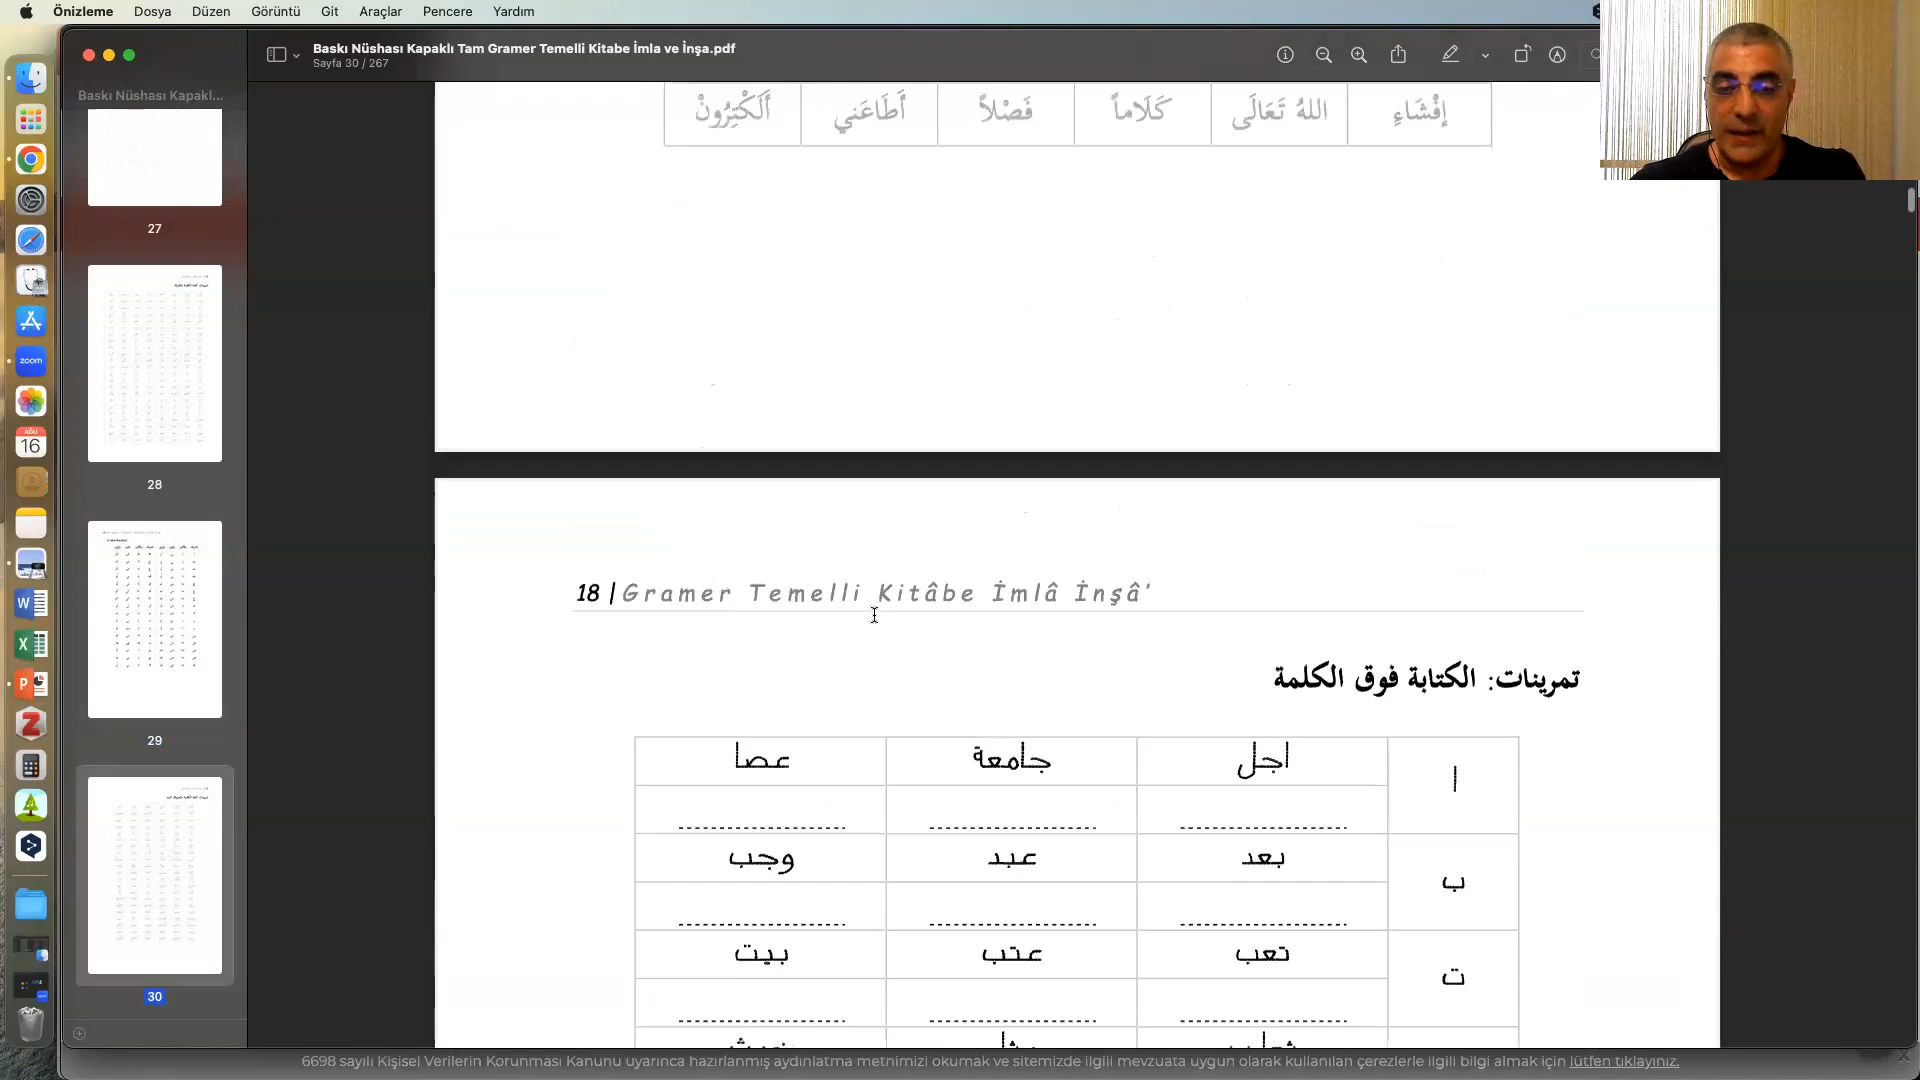 Önizleme Dosya Düzen Görüntü Git Araçlar Pencere Yardım
Baskı Nüshası Kapaklı Tam Gramer Temelli Kitabe İmla ve İnşa.pdf
Sayfa 30 / 267
Baskı Nüshası Kapakl...
27
28
29
30
إفْشَاءِ اللهُ تَعَالَى كَلَاماً فَصْلاً أَطَاعَني أَلَكْتِرُونْ
18 | Gramer Temelli Kitâbe İmlâ İnşâ'
تمرينات: الكتابة فوق الكلمة
ا اجل جامعة عصا
ب بعد عبد وجب
ت تعب عتب بيت
AĞU
16
zoom
6698 sayılı Kişisel Verilerin Korunması Kanunu uyarınca hazırlanmış aydınlatma metnimizi okumak ve sitemizde ilgili mevzuata uygun olarak kullanılan çerezlerle ilgili bilgi almak için lütfen tıklayınız.